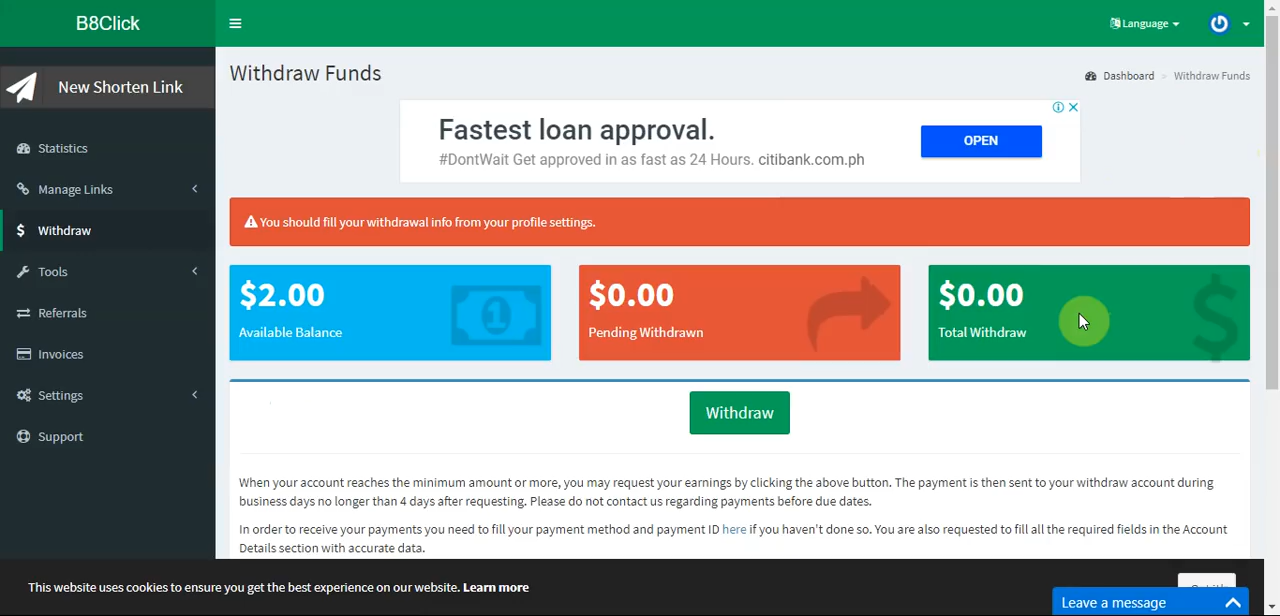 B8Click
Language
New Shorten Link
Withdraw Funds
Dashboard > Withdraw Funds
Fastest loan approval.
#DontWait Get approved in as fast as 24 Hours. citibank.com.ph
OPEN
Statistics
Manage Links
Withdraw
Tools
Referrals
Invoices
Settings
Support
You should fill your withdrawal info from your profile settings.
$2.00
Available Balance
$0.00
Pending Withdrawn
$0.00
Total Withdraw
Withdraw
When your account reaches the minimum amount or more, you may request your earnings by clicking the above button. The payment is then sent to your withdraw account during
business days no longer than 4 days after requesting. Please do not contact us regarding payments before due dates.
In order to receive your payments you need to fill your payment method and payment ID here if you haven't done so. You are also requested to fill all the required fields in the Account
Details section with accurate data.
This website uses cookies to ensure you get the best experience on our website. Learn more
Leave a message